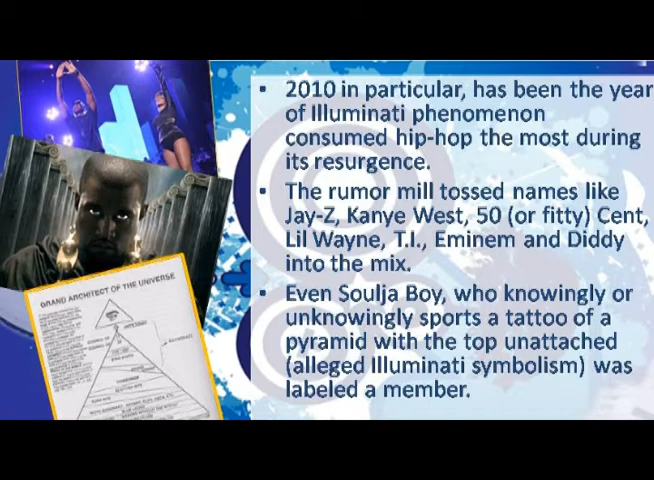 ▪ 2010 in particular, has been the year
of Illuminati phenomenon
consumed hip-hop the most during
its resurgence.
▪ The rumor mill tossed names like
Jay-Z, Kanye West, 50 (or fitty) Cent,
Lil Wayne, T.I., Eminem and Diddy
into the mix.
▪ Even Soulja Boy, who knowingly or
unknowingly sports a tattoo of a
pyramid with the top unattached
(alleged Illuminati symbolism) was
labeled a member.
GRAND ARCHITECT OF THE UNIVERSE